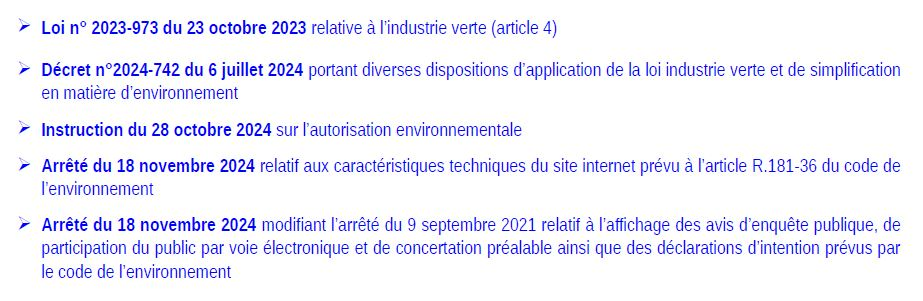 ➢ Loi n° 2023-973 du 23 octobre 2023 relative à l’industrie verte (article 4)
➢ Décret n°2024-742 du 6 juillet 2024 portant diverses dispositions d’application de la loi industrie verte et de simplification
en matière d’environnement
➢ Instruction du 28 octobre 2024 sur l’autorisation environnementale
➢ Arrêté du 18 novembre 2024 relatif aux caractéristiques techniques du site internet prévu à l’article R.181-36 du code de
l’environnement
➢ Arrêté du 18 novembre 2024 modifiant l’arrêté du 9 septembre 2021 relatif à l’affichage des avis d’enquête publique, de
participation du public par voie électronique et de concertation préalable ainsi que des déclarations d’intention prévus par
le code de l’environnement